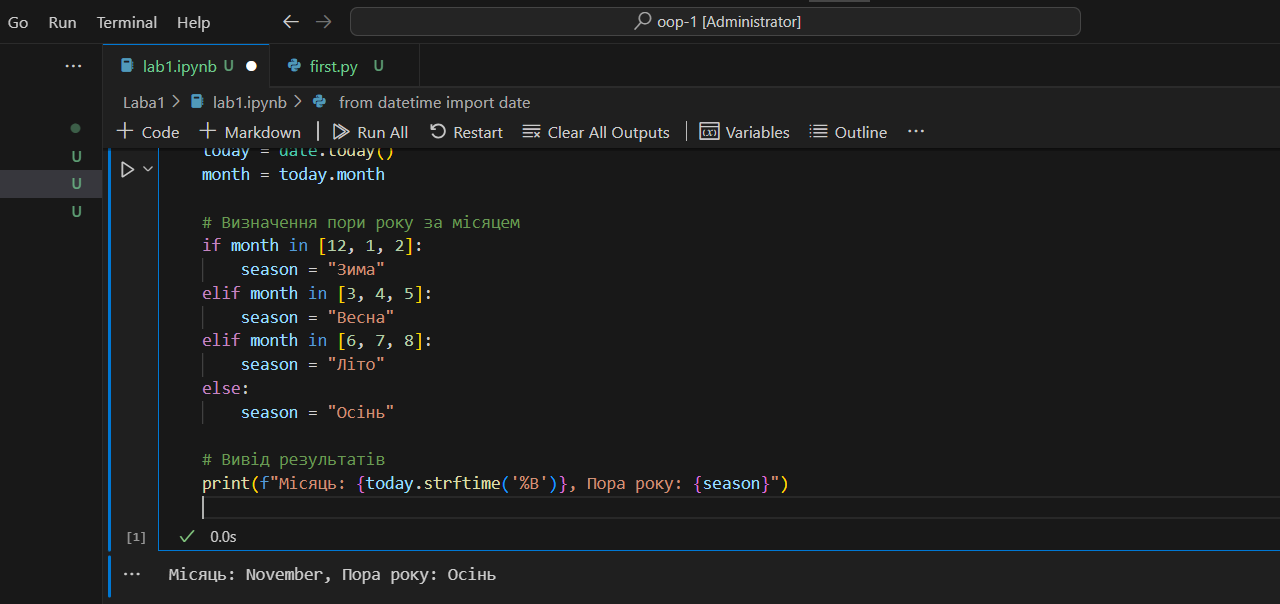 Go Run Terminal Help oop-1 [Administrator]
lab1.ipynb U first.py U
Laba1 > lab1.ipynb > from datetime import date
+ Code + Markdown | Run All Restart Clear All Outputs | Variables Outline ...
today = date.today()
month = today.month
U
U
U
# Визначення пори року за місяцем
if month in [12, 1, 2]:
season = "Зима"
elif month in [3, 4, 5]:
season = "Весна"
elif month in [6, 7, 8]:
season = "Літо"
else:
season = "Осінь"
# Вивід результатів
print(f"Місяць: {today.strftime('%B')}, Пора року: {season}")
[1] 0.0s
Місяць: November, Пора року: Осінь